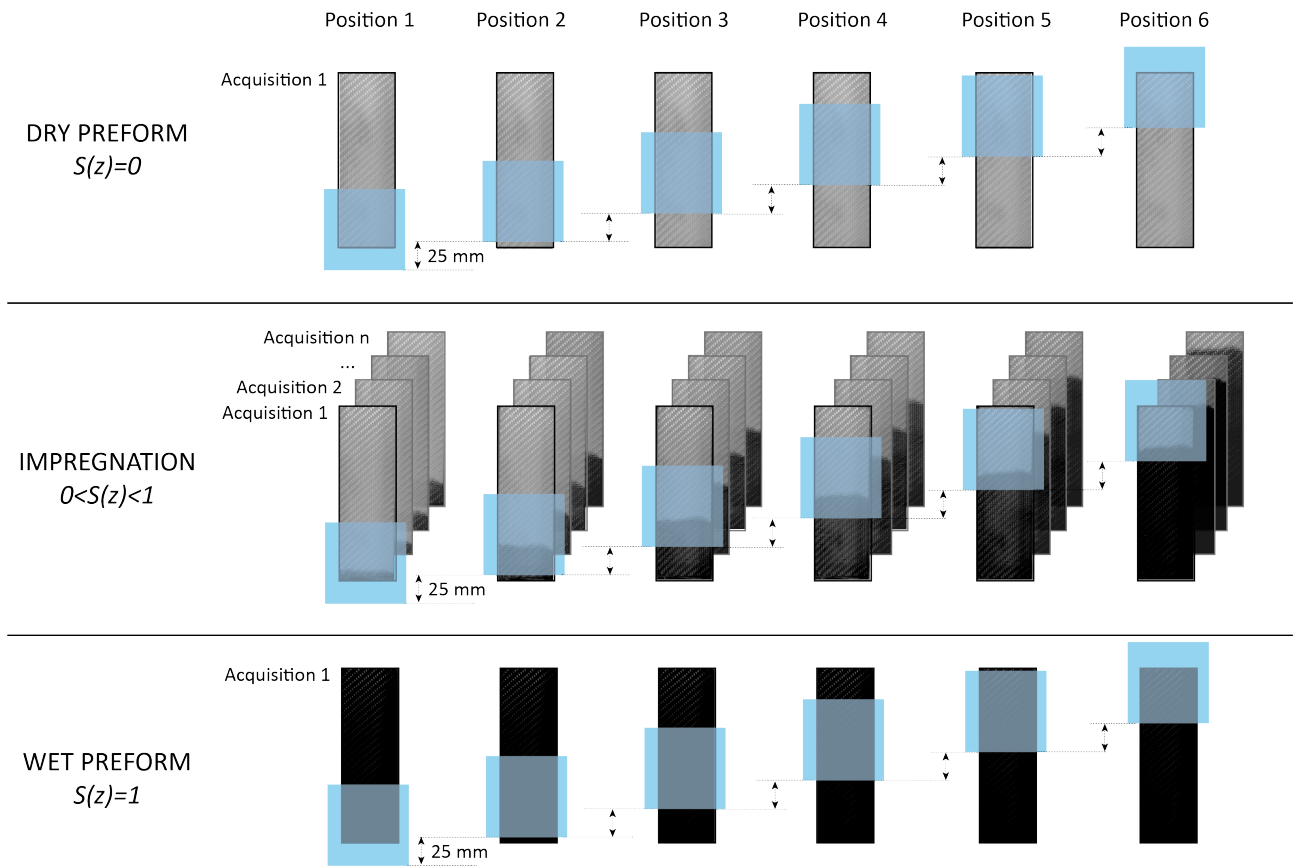 Position 1 Position 2 Position 3 Position 4 Position 5 Position 6
Acquisition 1
DRY PREFORM
S(z)=0
25 mm
Acquisition n
...
Acquisition 2
Acquisition 1
IMPREGNATION
0<S(z)<1
25 mm
Acquisition 1
WET PREFORM
S(z)=1
25 mm